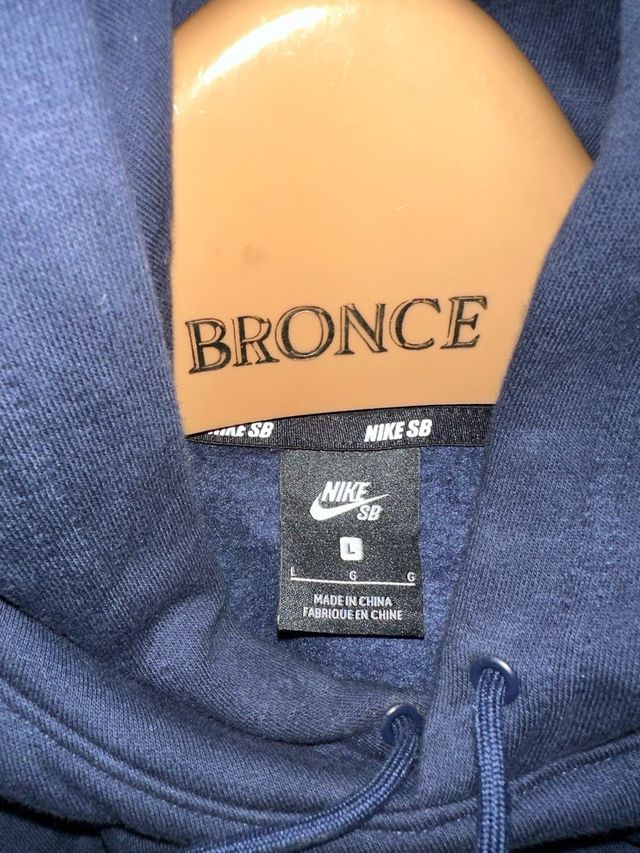 BRONCE
NIKE SB
NIKE SB
NIKE
SB
L
L G G
MADE IN CHINA
FABRIQUE EN CHINE